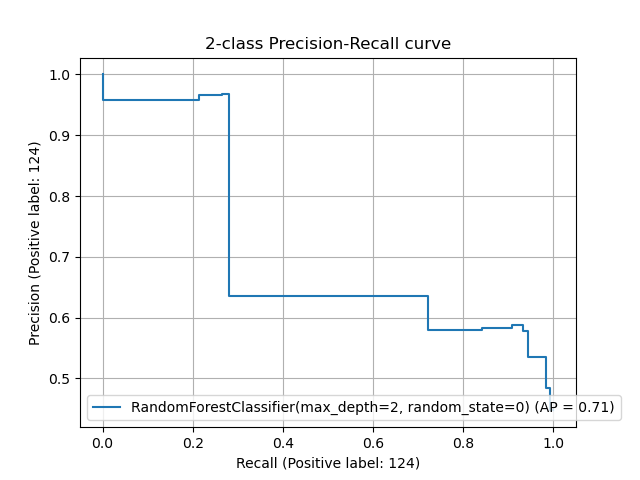 2-class Precision-Recall curve
Precision (Positive label: 124)
1.0
0.9
0.8
0.7
0.6
0.5
RandomForestClassifier(max_depth=2, random_state=0) (AP = 0.71)
0.0 0.2 0.4 0.6 0.8 1.0
Recall (Positive label: 124)